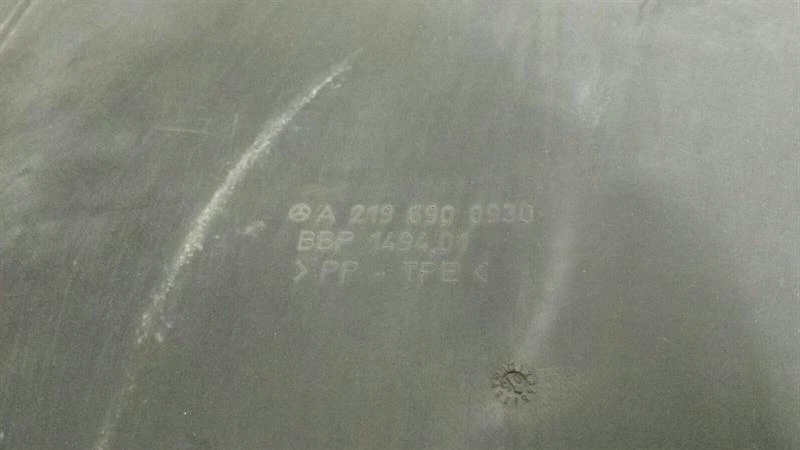 A 219 690 0930
BBP 1494.01
> PP - TPE <